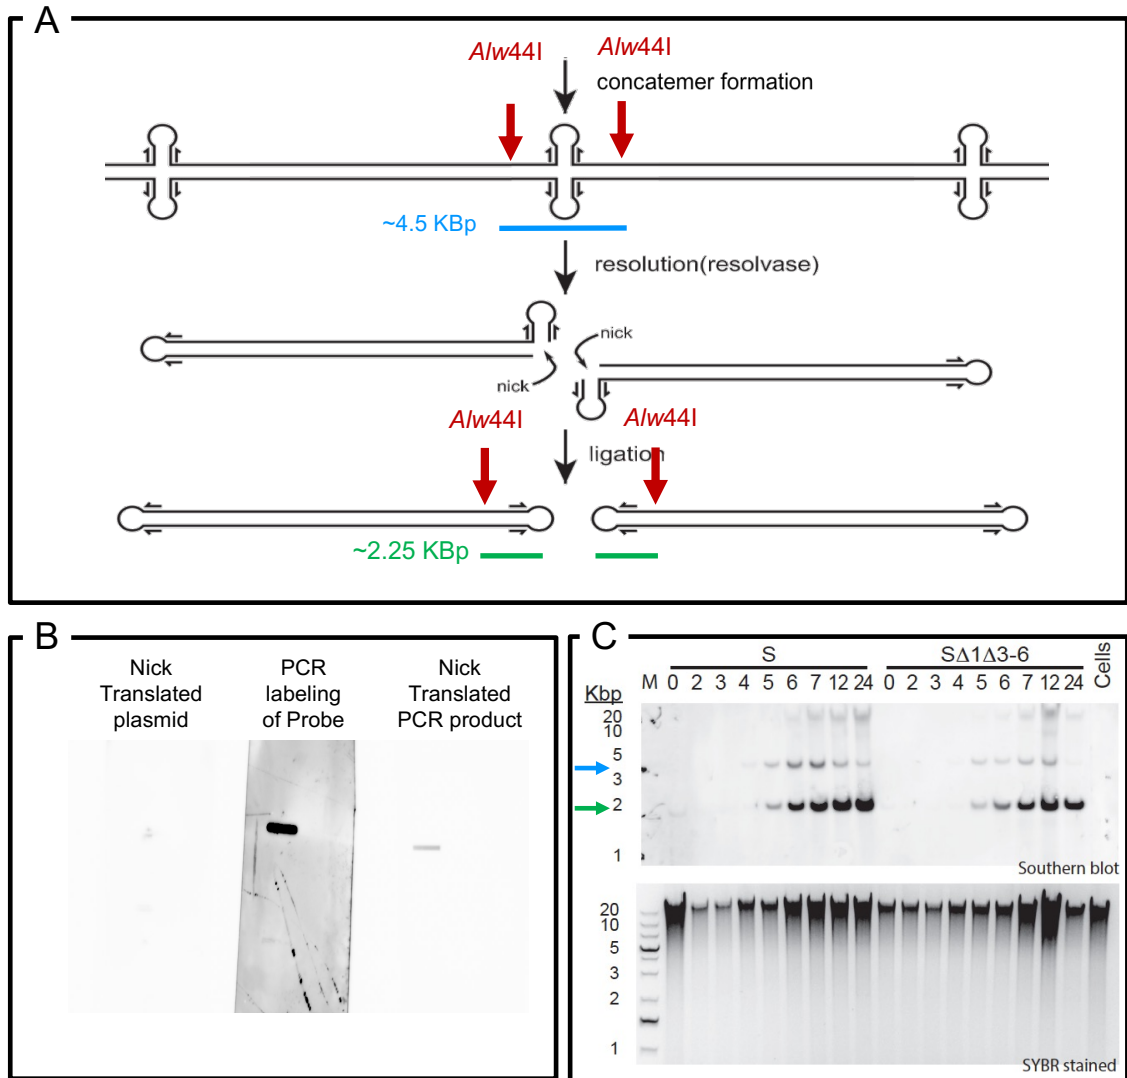 A
Alw44I
Alw44I
concatemer formation
~4.5 KBp
resolution(resolvase)
nick
nick
Alw44I
Alw44I
ligation
~2.25 KBp
B
Nick
Translated
plasmid
PCR
labeling
of Probe
Nick
Translated
PCR product
C
S
SΔ1Δ3-6
Cells
Kbp
M 0 2 3 4 5 6 7 12 24 0 2 3 4 5 6 7 12 24
20
10
5
3
2
1
Southern blot
20
10
5
3
2
1
SYBR stained